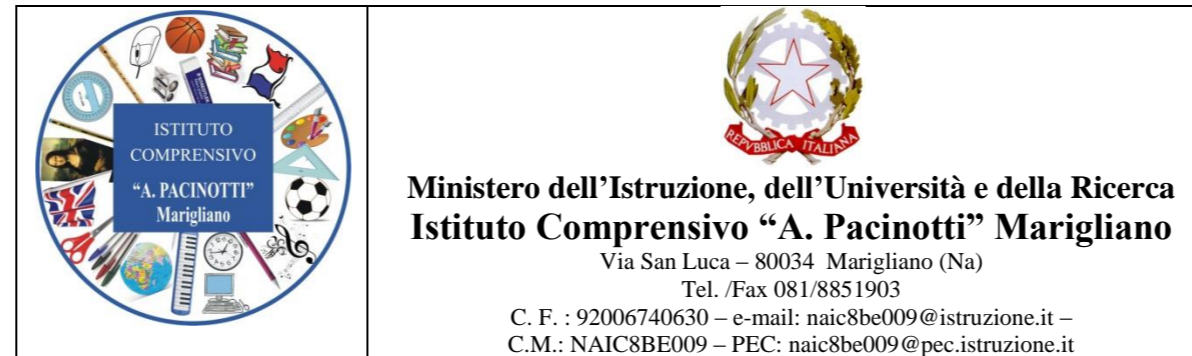 ISTITUTO
COMPRENSIVO
“A. PACINOTTI”
Marigliano
REPVBBLICA ITALIANA
Ministero dell’Istruzione, dell’Università e della Ricerca
Istituto Comprensivo “A. Pacinotti” Marigliano
Via San Luca – 80034 Marigliano (Na)
Tel. /Fax 081/8851903
C. F. : 92006740630 – e-mail: naic8be009@istruzione.it –
C.M.: NAIC8BE009 – PEC: naic8be009@pec.istruzione.it